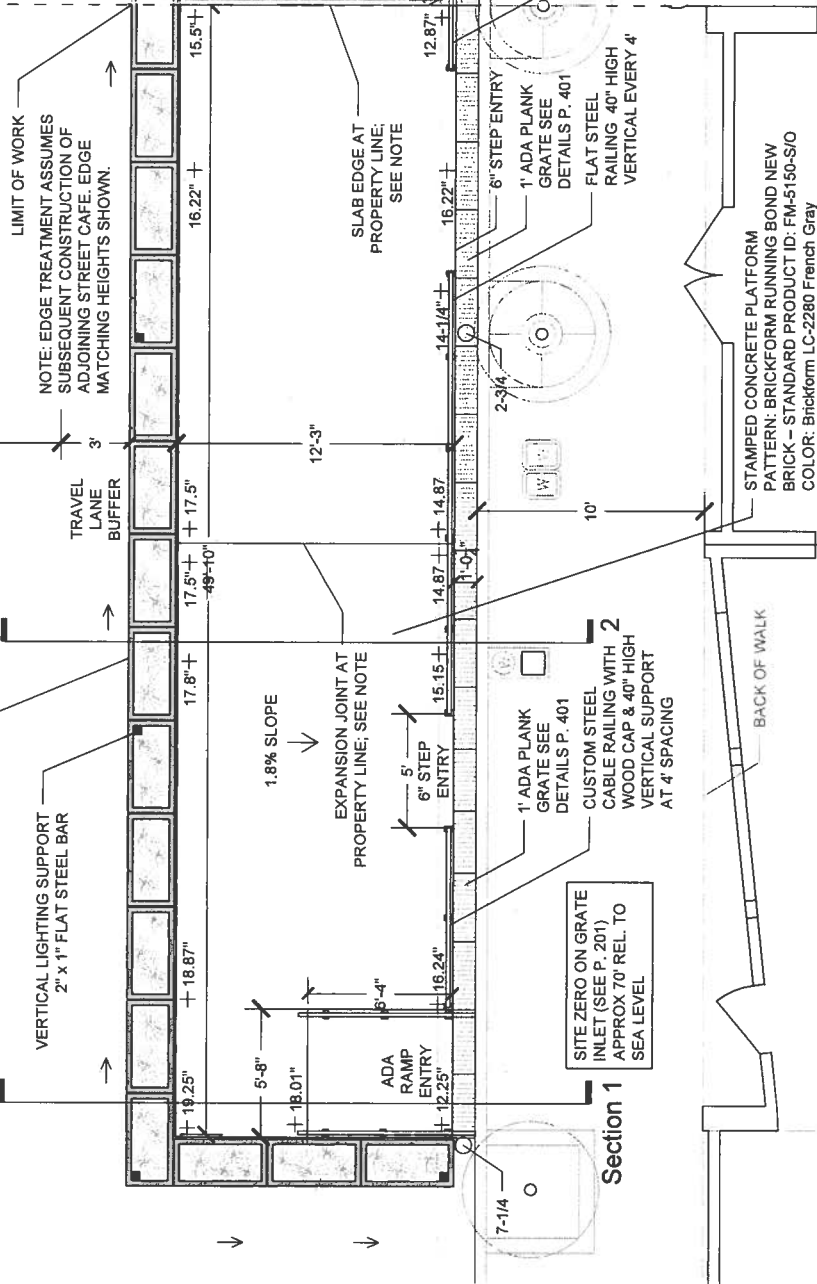 LIMIT OF WORK
NOTE: EDGE TREATMENT ASSUMES
SUBSEQUENT CONSTRUCTION OF
ADJOINING STREET CAFE. EDGE
MATCHING HEIGHTS SHOWN.
VERTICAL LIGHTING SUPPORT
2" x 1" FLAT STEEL BAR
TRAVEL
LANE
BUFFER
3'
19.25"
18.87"
17.8"
17.5"
17.5"
16.22"
15.5"
49'-10"
5'-8"
18.01"
6'-4"
ADA
RAMP
ENTRY
12.25"
16.24"
1.8% SLOPE
EXPANSION JOINT AT
PROPERTY LINE; SEE NOTE
12'-3"
SLAB EDGE AT
PROPERTY LINE;
SEE NOTE
5'
6" STEP
ENTRY
15.15
14.87
14.87
14-1/4"
16.22"
12.87"
1'-0"
7-1/4
2-3/4
6" STEP ENTRY
1' ADA PLANK
GRATE SEE
DETAILS P. 401
FLAT STEEL
RAILING 40" HIGH
VERTICAL EVERY 4'
1' ADA PLANK
GRATE SEE
DETAILS P. 401
CUSTOM STEEL
CABLE RAILING WITH
WOOD CAP & 40" HIGH
VERTICAL SUPPORT
AT 4' SPACING
W
W
W
10'
Section 1
2
SITE ZERO ON GRATE
INLET (SEE P. 201)
APPROX 70' REL. TO
SEA LEVEL
BACK OF WALK
STAMPED CONCRETE PLATFORM
PATTERN: BRICKFORM RUNNING BOND NEW
BRICK – STANDARD PRODUCT ID: FM-5150-S/O
COLOR: Brickform LC-2280 French Gray